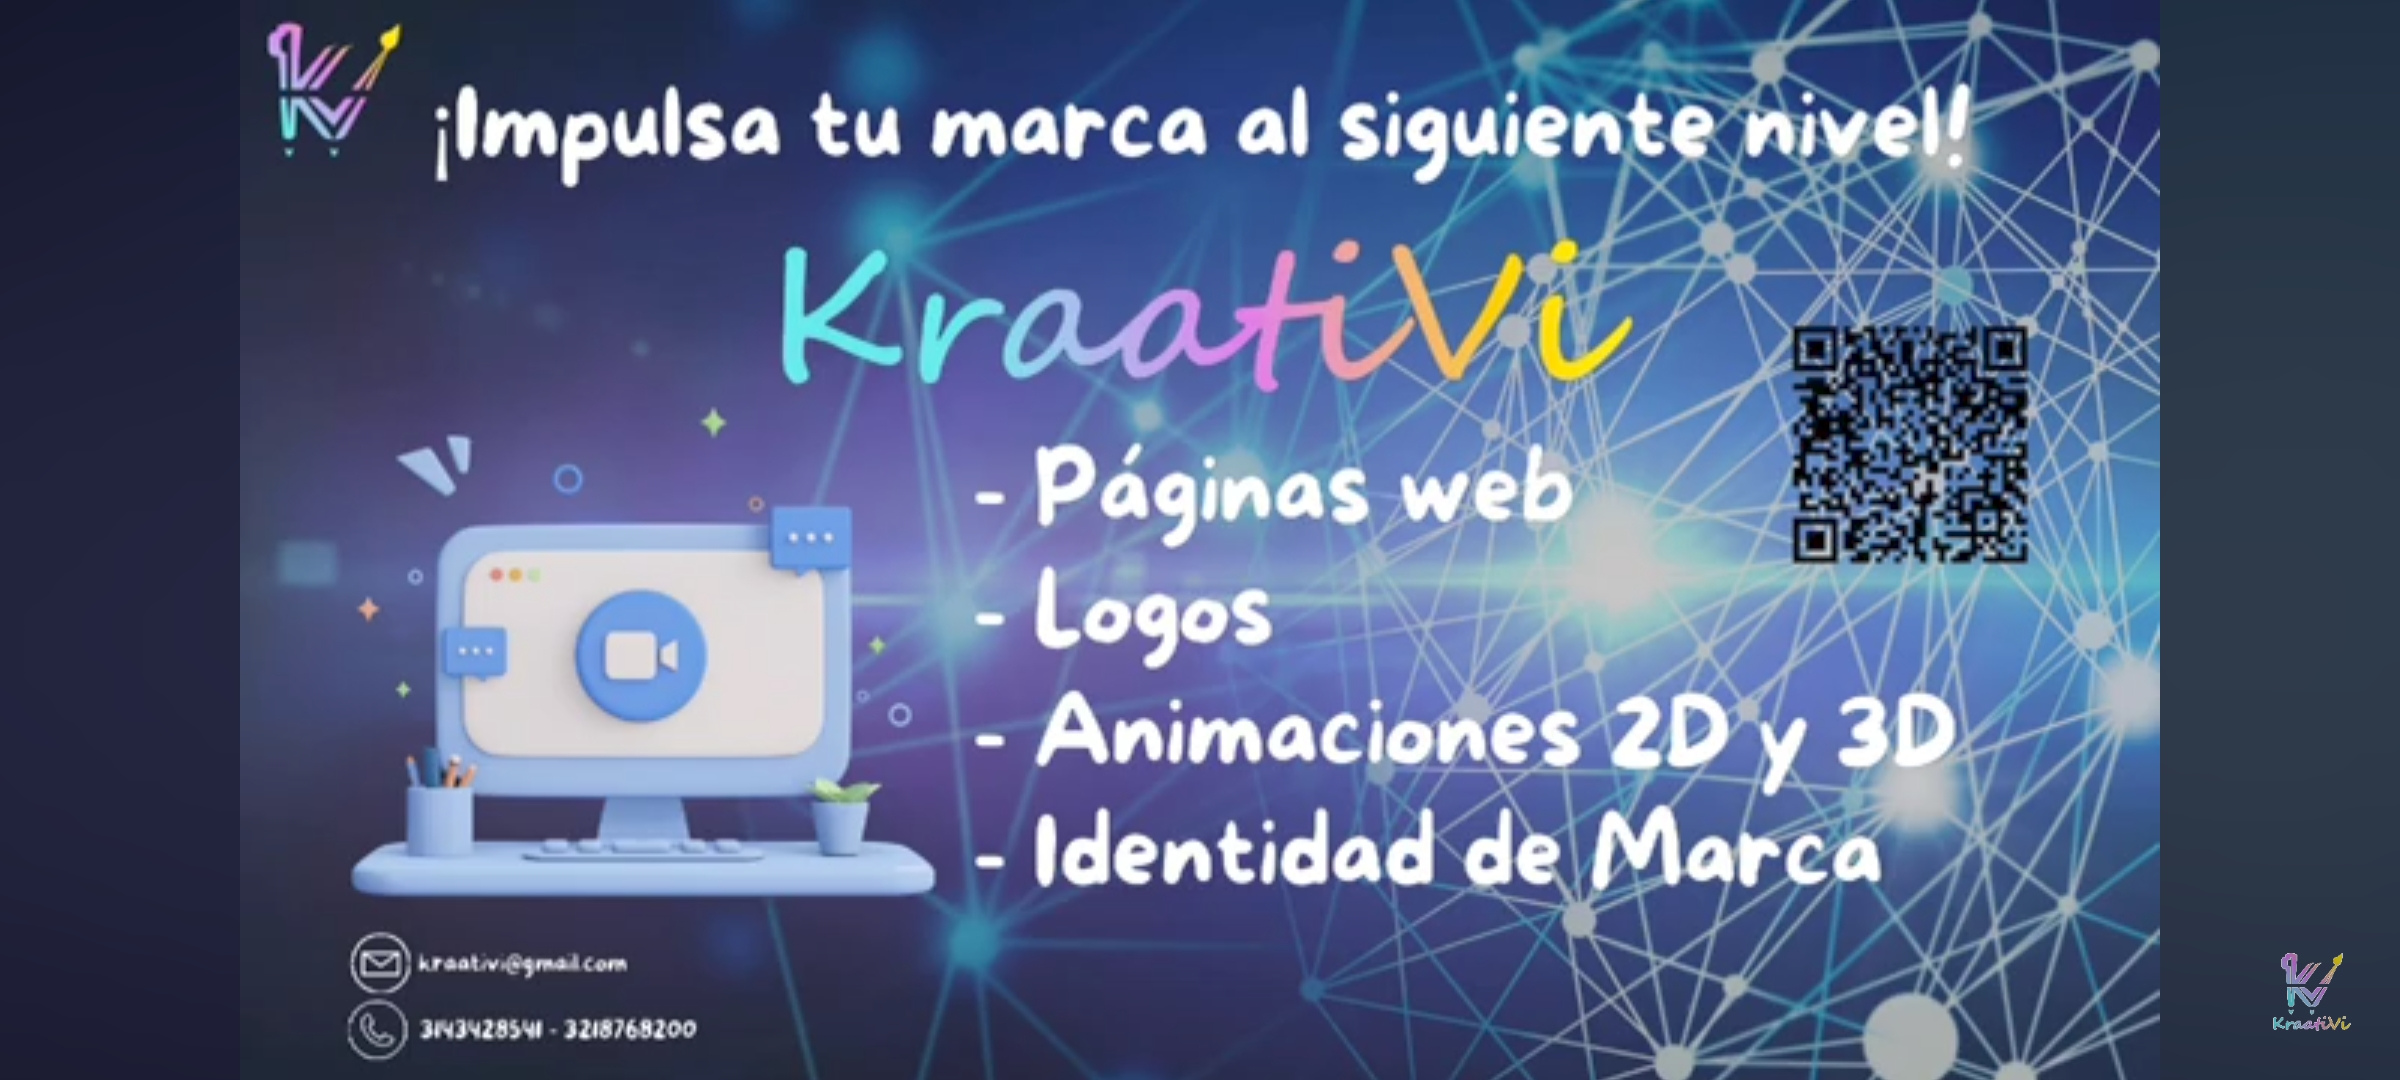 ¡Impulsa tu marca al siguiente nivel!
KraatiVi
- Páginas web
- Logos
- Animaciones 2D y 3D
- Identidad de Marca
kraativi@gmail.com
3143428541 - 3218768200
KraatiVi